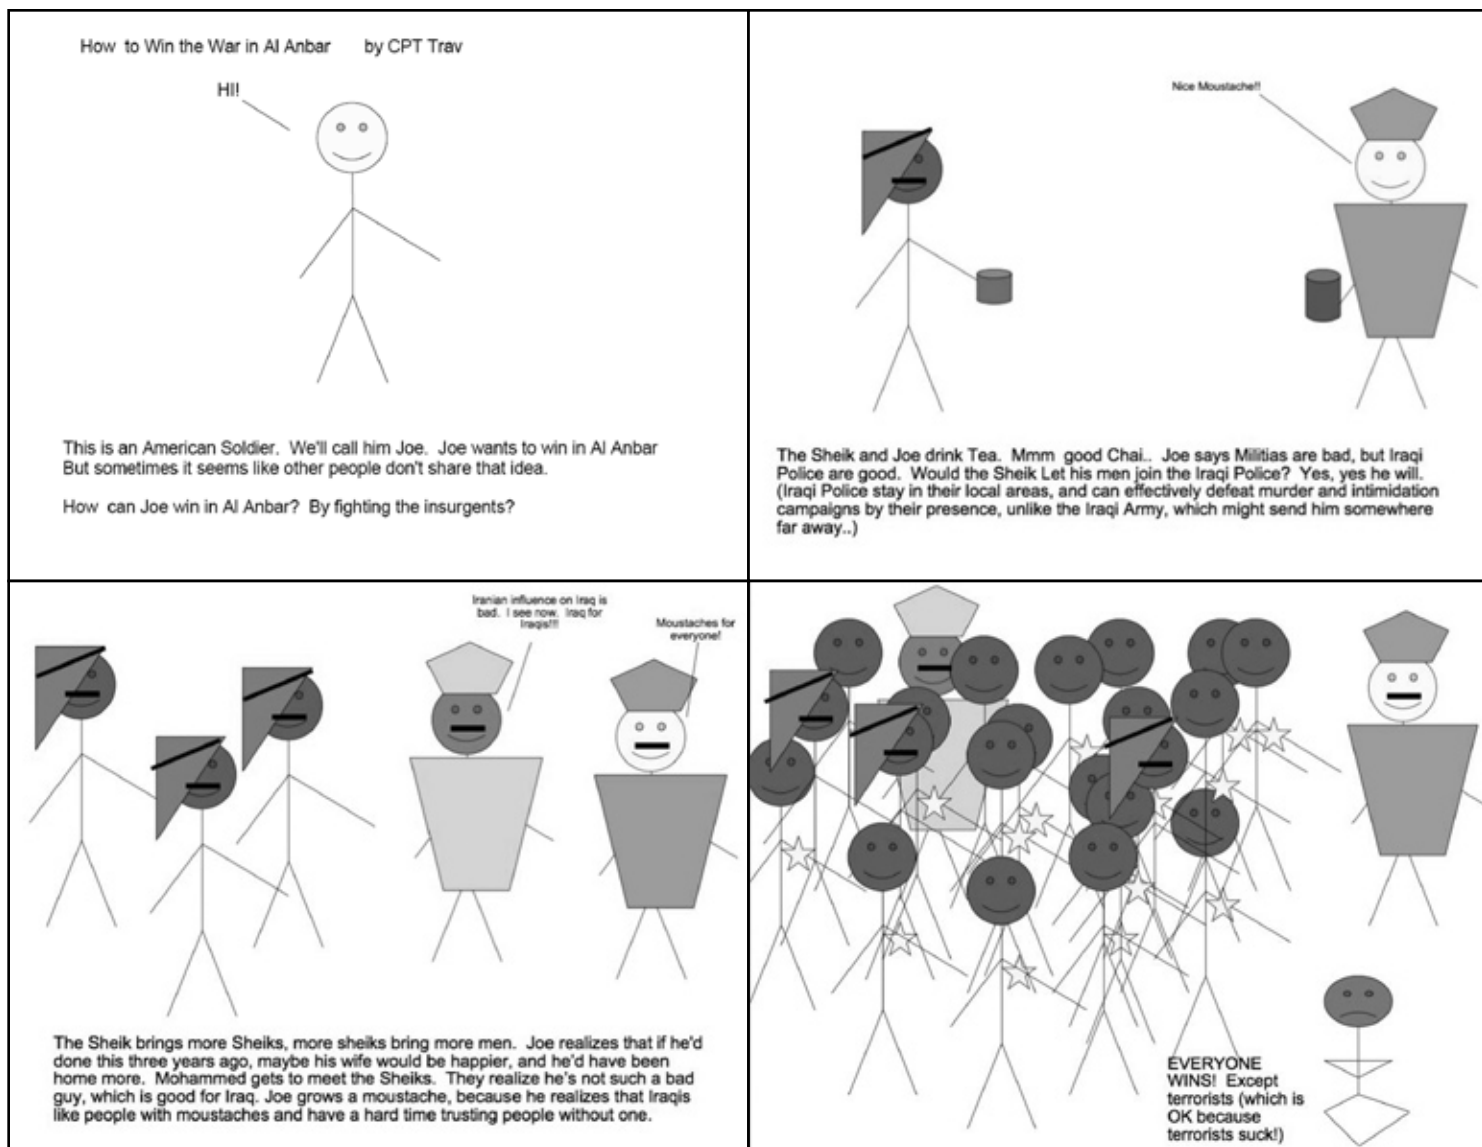 How to Win the War in Al Anbar by CPT Trav
HI!
This is an American Soldier. We'll call him Joe. Joe wants to win in Al Anbar
But sometimes it seems like other people don't share that idea.
How can Joe win in Al Anbar? By fighting the insurgents?
Nice Moustache!!
The Sheik and Joe drink Tea. Mmm good Chai.. Joe says Militias are bad, but Iraqi
Police are good. Would the Sheik Let his men join the Iraqi Police? Yes, yes he will.
(Iraqi Police stay in their local areas, and can effectively defeat murder and intimidation
campaigns by their presence, unlike the Iraqi Army, which might send him somewhere
far away..)
Iranian influence on Iraq is
bad. I see now. Iraq for
Iraqis!!!
Moustaches for
everyone!
The Sheik brings more Sheiks, more sheiks bring more men. Joe realizes that if he'd
done this three years ago, maybe his wife would be happier, and he'd have been
home more. Mohammed gets to meet the Sheiks. They realize he's not such a bad
guy, which is good for Iraq. Joe grows a moustache, because he realizes that Iraqis
like people with moustaches and have a hard time trusting people without one.
EVERYONE
WINS! Except
terrorists (which is
OK because
terrorists suck!)